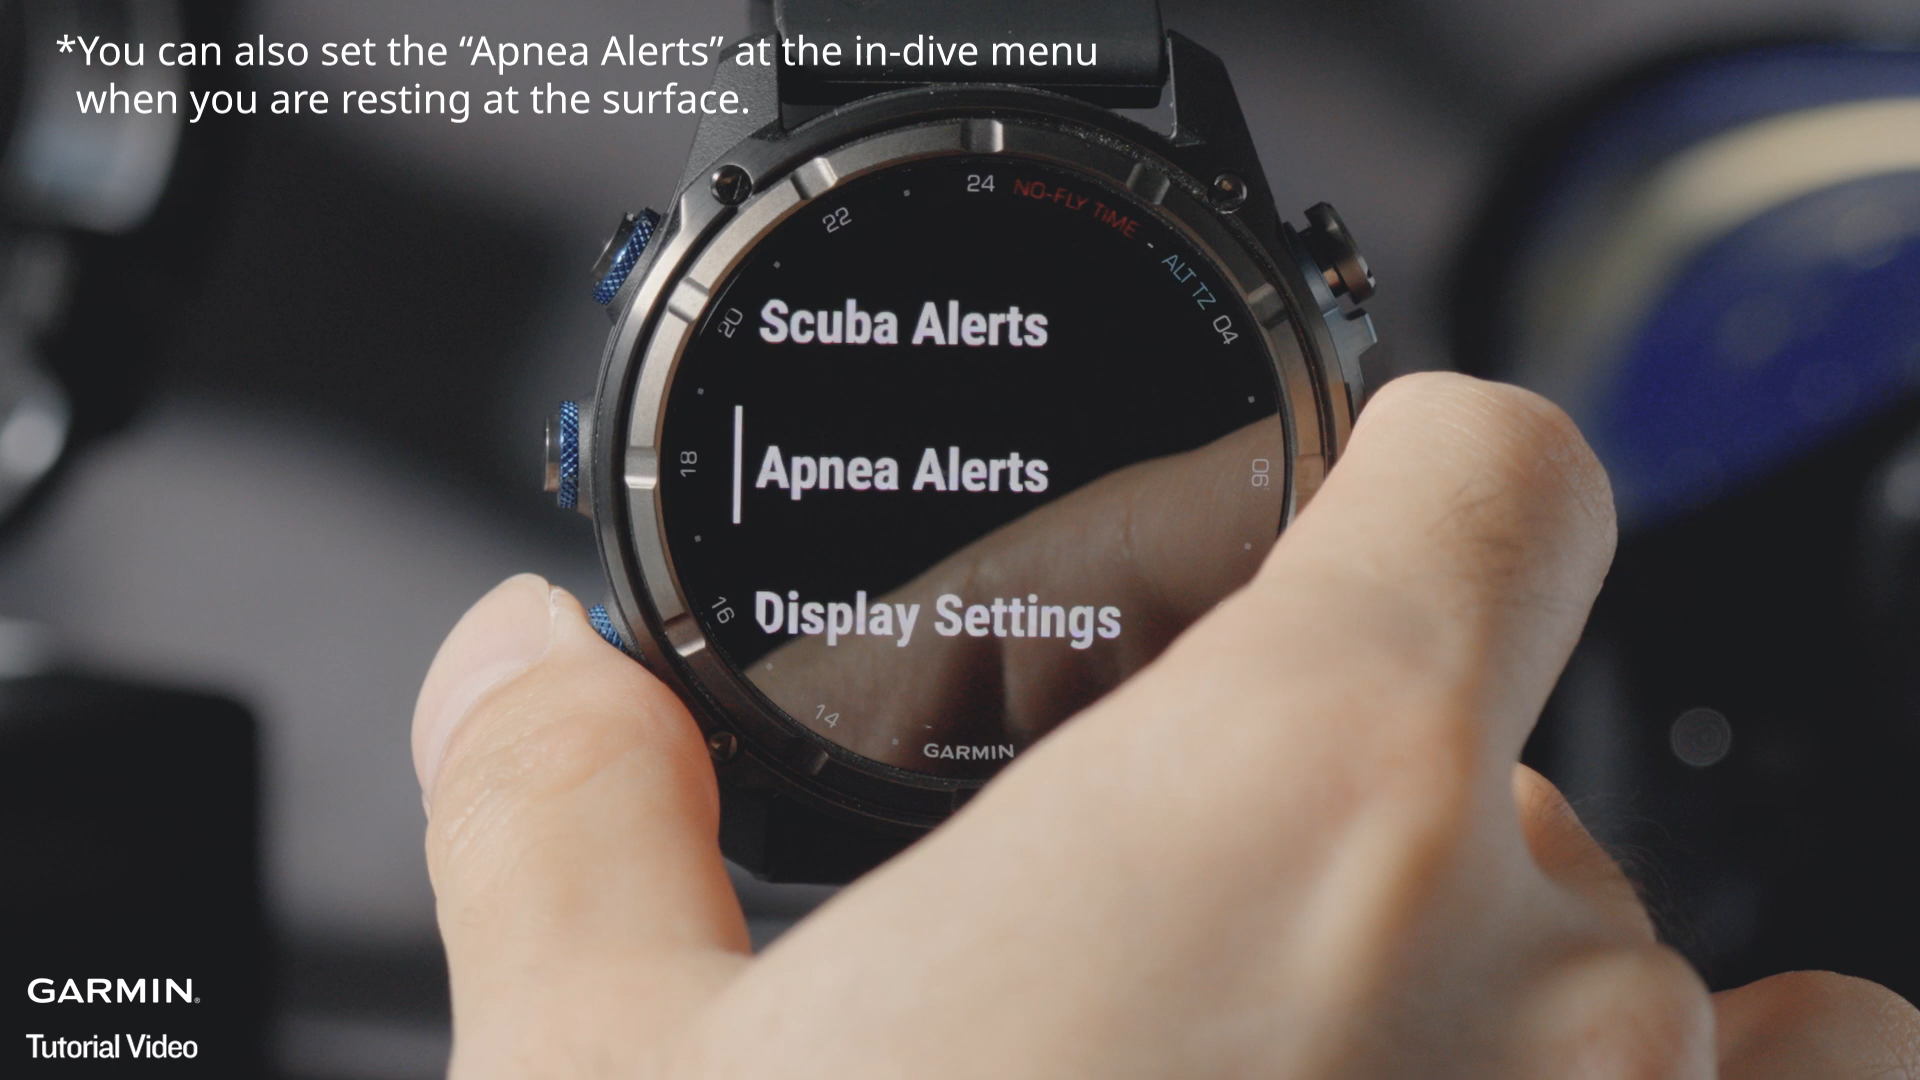 *You can also set the “Apnea Alerts” at the in-dive menu
when you are resting at the surface.
24 NO-FLY TIME - ALT TZ 04
22
20
18
16
14
06
Scuba Alerts
Apnea Alerts
Display Settings
GARMIN
GARMIN®
Tutorial Video